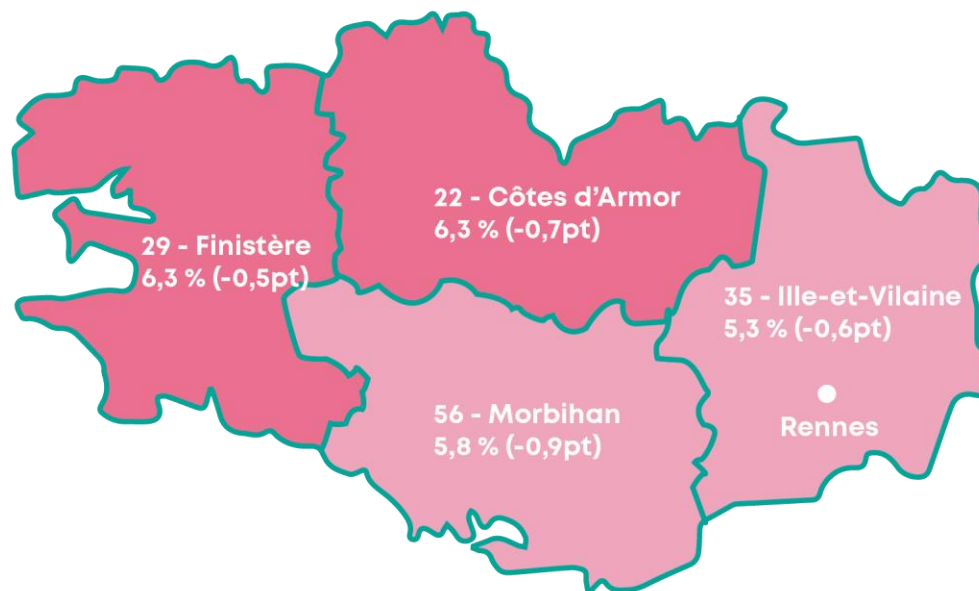 22 - Côtes d'Armor
6,3 % (-0,7pt)
29 - Finistère
6,3 % (-0,5pt)
35 - Ille-et-Vilaine
5,3 % (-0,6pt)
56 - Morbihan
5,8 % (-0,9pt)
Rennes